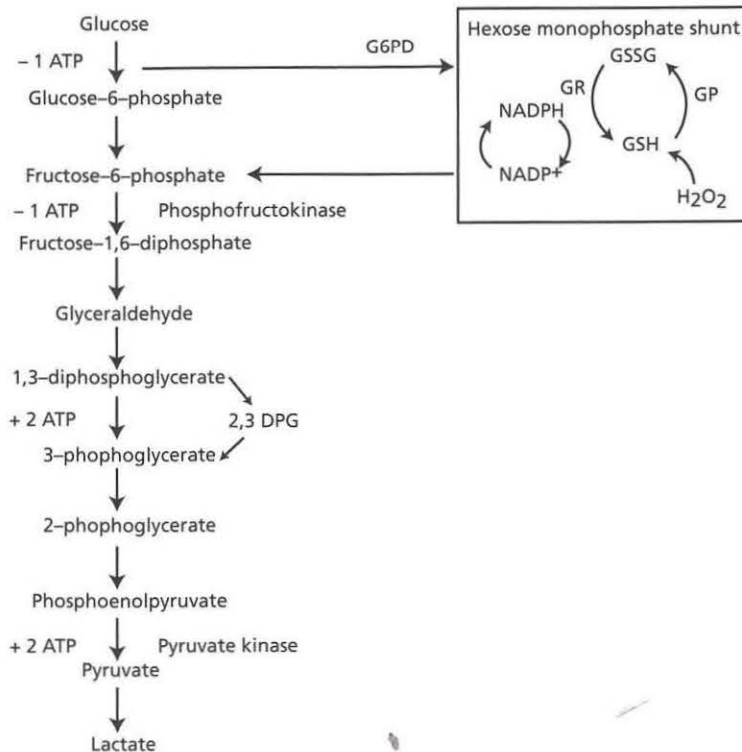 Glucose
– 1 ATP
G6PD
Glucose–6–phosphate
Fructose–6–phosphate
– 1 ATP Phosphofructokinase
Fructose–1,6–diphosphate
Glyceraldehyde
1,3–diphosphoglycerate
+ 2 ATP
2,3 DPG
3–phophoglycerate
2–phophoglycerate
Phosphoenolpyruvate
+ 2 ATP Pyruvate kinase
Pyruvate
Lactate
Hexose monophosphate shunt
GSSG
GR
GP
NADPH
GSH
NADP+
H2O2